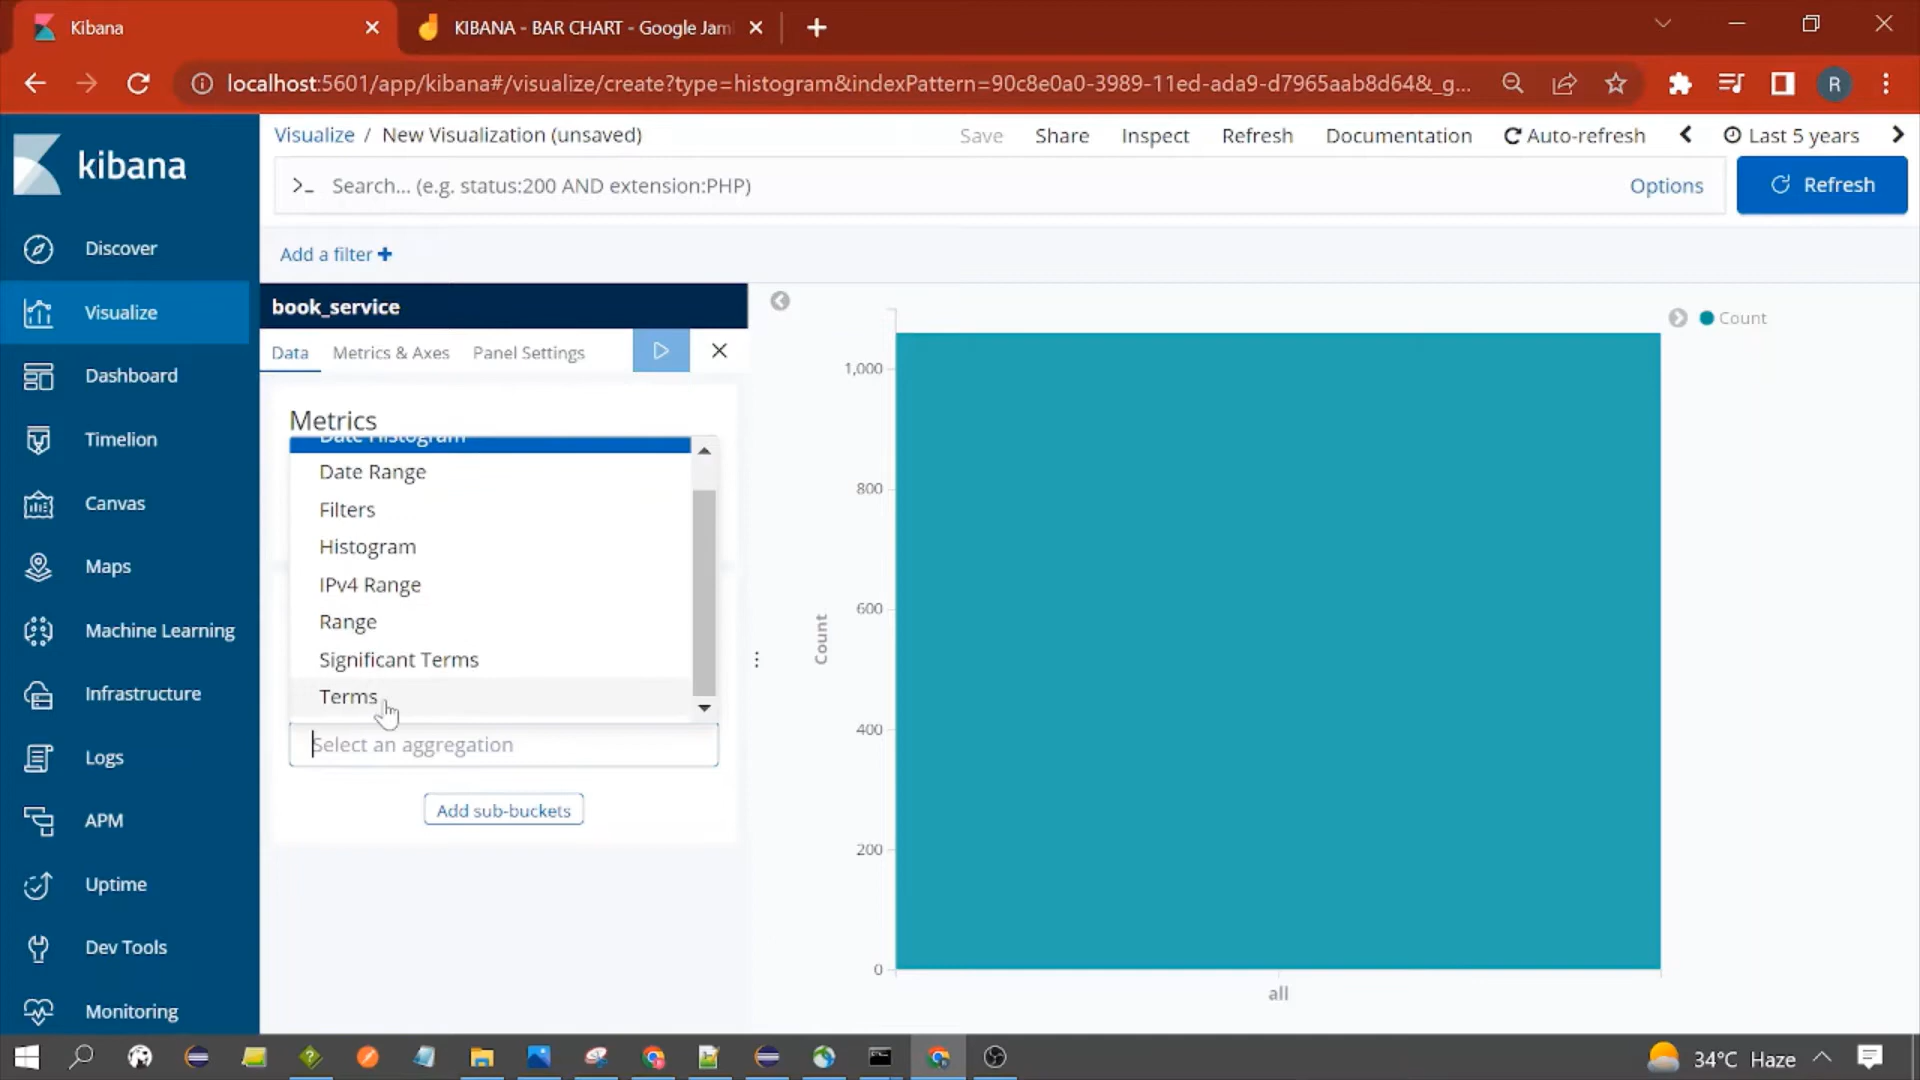 Kibana
KIBANA - BAR CHART - Google Jam
localhost:5601/app/kibana#/visualize/create?type=histogram&indexPattern=90c8e0a0-3989-11ed-ada9-d7965aab8d64&_g...
R
kibana
Visualize / New Visualization (unsaved)
Save
Share
Inspect
Refresh
Documentation
Auto-refresh
Last 5 years
>_ Search... (e.g. status:200 AND extension:PHP)
Options
Refresh
Add a filter +
Discover
Visualize
Dashboard
Timelion
Canvas
Maps
Machine Learning
Infrastructure
Logs
APM
Uptime
Dev Tools
Monitoring
book_service
Data
Metrics & Axes
Panel Settings
Metrics
Date Histogram
Date Range
Filters
Histogram
IPv4 Range
Range
Significant Terms
Terms
Select an aggregation
Add sub-buckets
Count
1,000
800
600
400
200
0
Count
all
34°C Haze